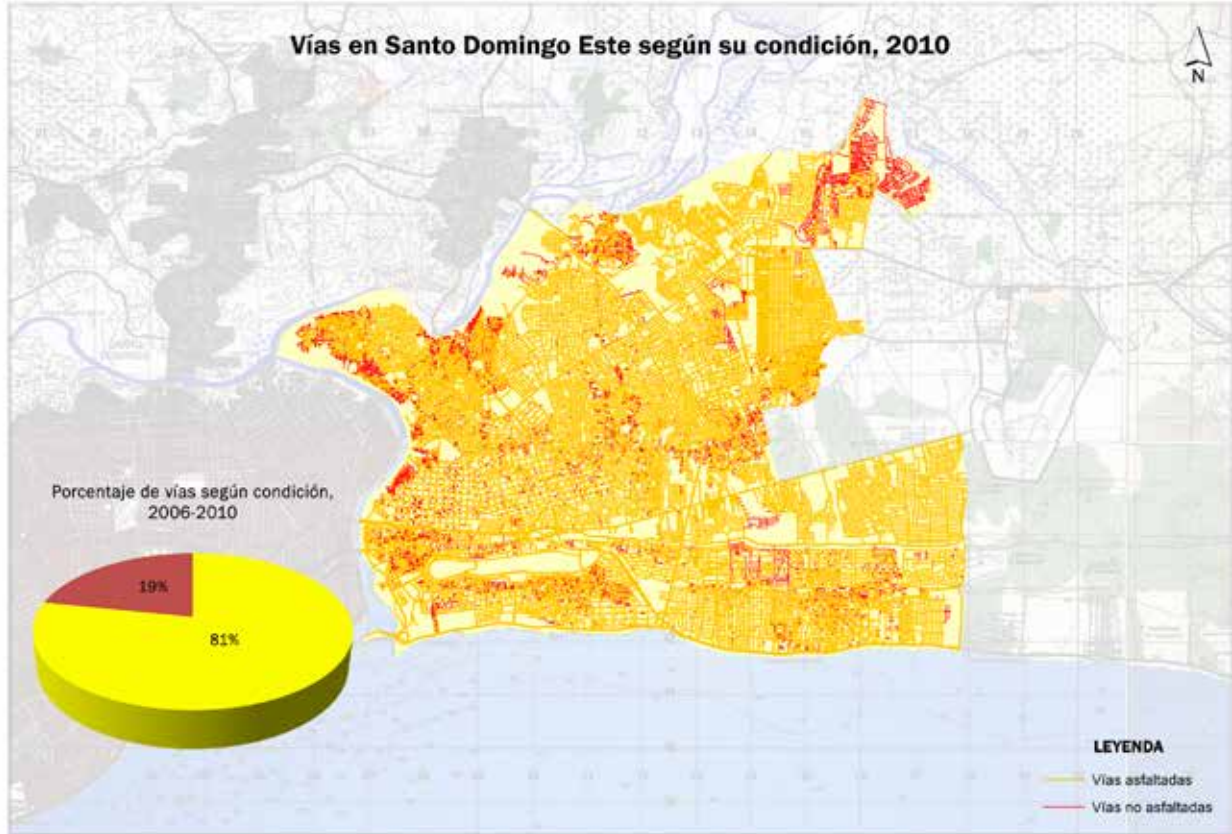 Vías en Santo Domingo Este según su condición, 2010
N
Porcentaje de vías según condición,
2006-2010
19%
81%
LEYENDA
Vías asfaltadas
Vías no asfaltadas